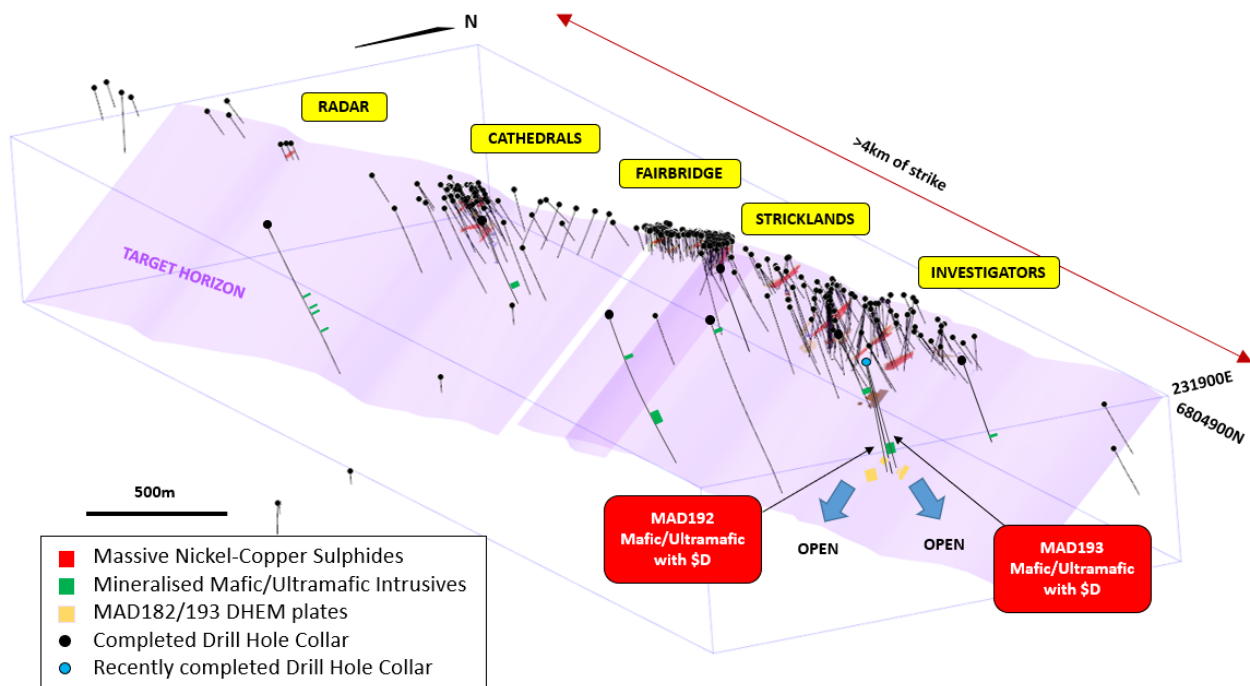 N
RADAR
CATHEDRALS
FAIRBRIDGE
STRICKLANDS
INVESTIGATORS
>4km of strike
TARGET HORIZON
231900E
6804900N
500m
MAD192
Mafic/Ultramafic
with $D
OPEN
OPEN
MAD193
Mafic/Ultramafic
with $D
Massive Nickel-Copper Sulphides
Mineralised Mafic/Ultramafic Intrusives
MAD182/193 DHEM plates
Completed Drill Hole Collar
Recently completed Drill Hole Collar